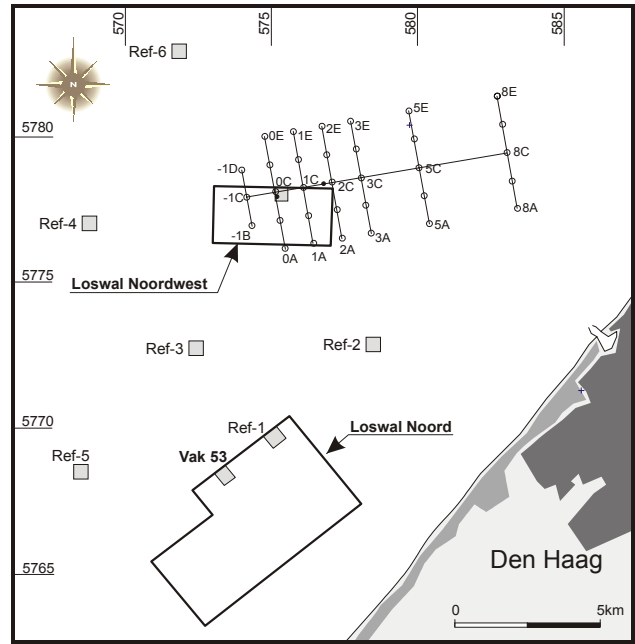 570
575
580
585
Ref-6
N
8E
5E
5780
0E
1E
2E
3E
-1D
0C
1C
2C
3C
5C
8C
-1C
Ref-4
-1B
0A
1A
2A
3A
5A
8A
5775
Loswal Noordwest
Ref-3
Ref-2
5770
Ref-1
Loswal Noord
Ref-5
Vak 53
5765
Den Haag
0
5km